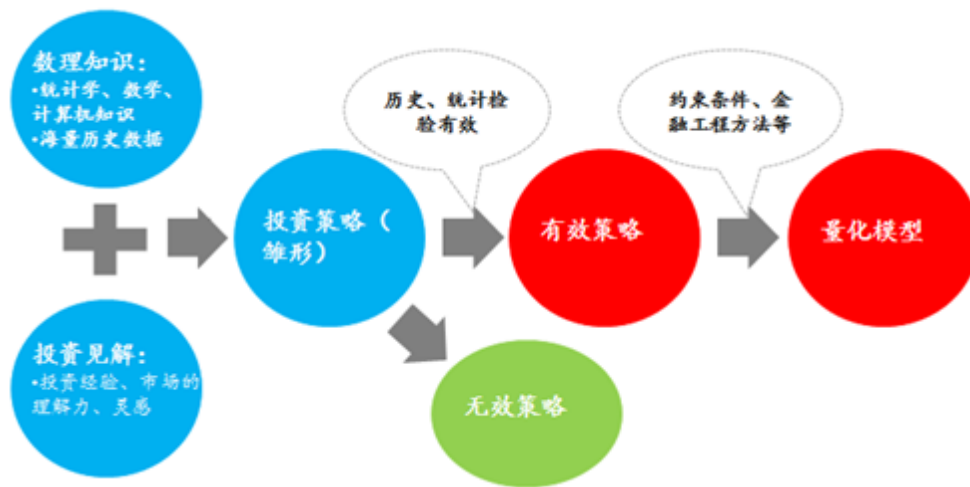 数理知识：
•统计学、数学、
计算机知识
•海量历史数据
历史、统计检
验有效
约束条件、金
融工程方法等
投资策略（
雏形）
有效策略
量化模型
投资见解：
•投资经验、市场的
理解力、灵感
无效策略